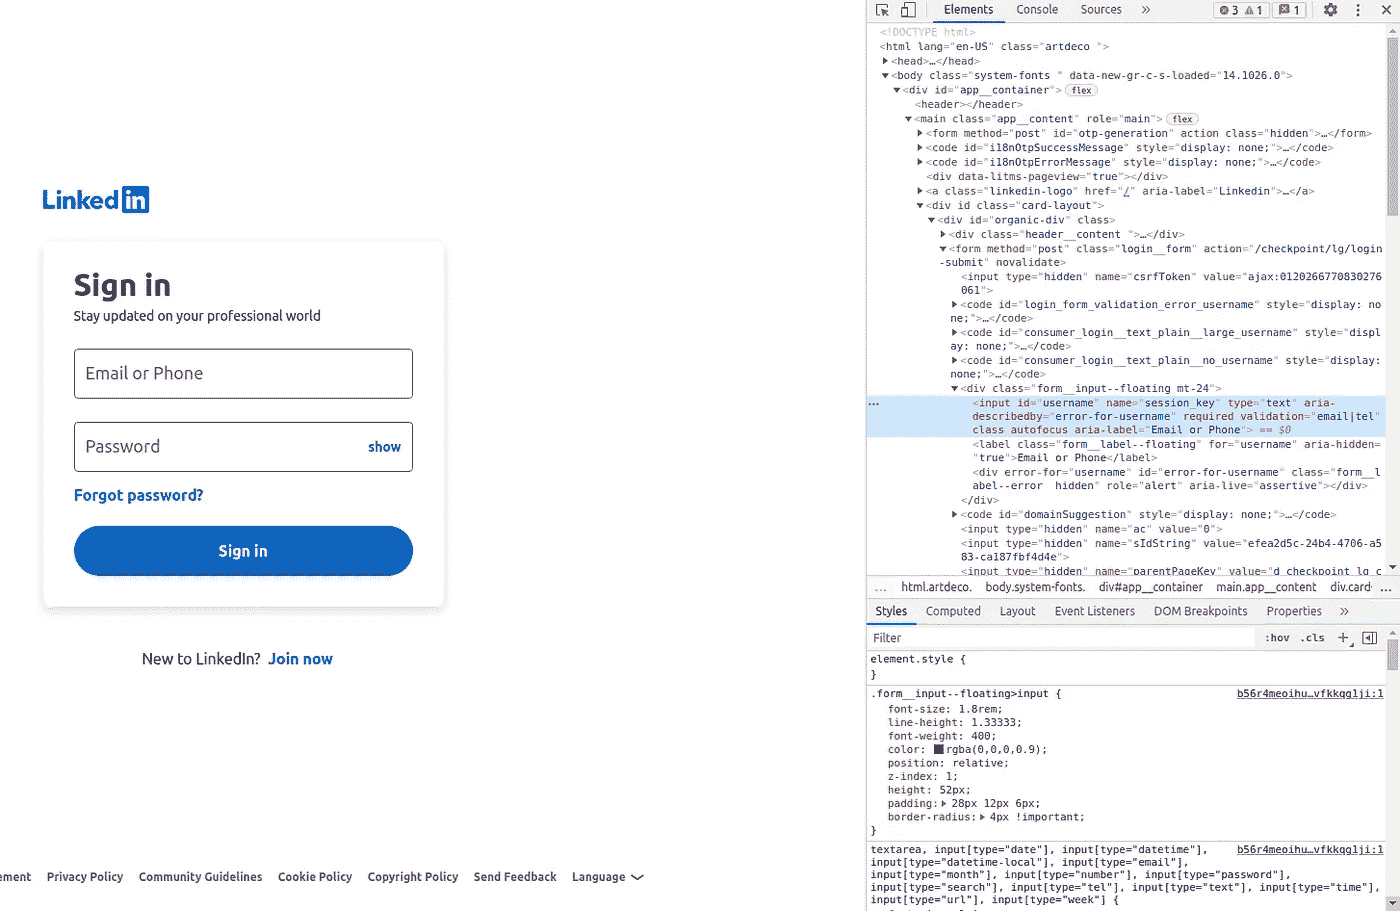 Linked in
Sign in
Stay updated on your professional world
Email or Phone
Password show
Forgot password?
Sign in
New to LinkedIn? Join now
ement Privacy Policy Community Guidelines Cookie Policy Copyright Policy Send Feedback Language
Elements Console Sources » 3 1 1
<!DOCTYPE html>
<html lang="en-US" class="artdeco ">
<head>…</head>
<body class="system-fonts " data-new-gr-c-s-loaded="14.1026.0">
<div id="app__container"> flex
<header></header>
<main class="app__content" role="main"> flex
<form method="post" id="otp-generation" action class="hidden">…</form>
<code id="i18nOtpSuccessMessage" style="display: none;">…</code>
<code id="i18nOtpErrorMessage" style="display: none;">…</code>
<div data-litms-pageview="true"></div>
<a class="linkedin-logo" href="/" aria-label="Linkedin">…</a>
<div id class="card-layout">
<div id="organic-div" class>
<div class="header__content ">…</div>
<form method="post" class="login__form" action="/checkpoint/lg/login
-submit" novalidate>
<input type="hidden" name="csrfToken" value="ajax:0120266770830276
061">
<code id="login_form_validation_error_username" style="display: no
ne;">…</code>
<code id="consumer_login__text_plain__large_username" style="displ
ay: none;">…</code>
<code id="consumer_login__text_plain__no_username" style="display:
none;">…</code>
<div class="form__input--floating mt-24">
… <input id="username" name="session_key" type="text" aria-
describedby="error-for-username" required validation="email|tel"
class autofocus aria-label="Email or Phone"> == $0
<label class="form__label--floating" for="username" aria-hidden=
"true">Email or Phone</label>
<div error-for="username" id="error-for-username" class="form__l
abel--error  hidden" role="alert" aria-live="assertive"></div>
</div>
<code id="domainSuggestion" style="display: none;">…</code>
<input type="hidden" name="ac" value="0">
<input type="hidden" name="sIdString" value="efea2d5c-24b4-4706-a5
83-ca187fbf4d4e">
<input type="hidden" name="parentPageKey" value="d_checkpoint_lg_c
… html.artdeco. body.system-fonts. div#app__container main.app__content div.card …
Styles Computed Layout Event Listeners DOM Breakpoints Properties »
Filter :hov .cls +
element.style {
}
.form__input--floating>input { b56r4meoihu…vfkkqg1ji:1
font-size: 1.8rem;
line-height: 1.33333;
font-weight: 400;
color: rgba(0,0,0,0.9);
position: relative;
z-index: 1;
height: 52px;
padding: 28px 12px 6px;
border-radius: 4px !important;
}
textarea, input[type="date"], input[type="datetime"], b56r4meoihu…vfkkqg1ji:1
input[type="datetime-local"], input[type="email"],
input[type="month"], input[type="number"], input[type="password"],
input[type="search"], input[type="tel"], input[type="text"], input[type="time"],
input[type="url"], input[type="week"] {